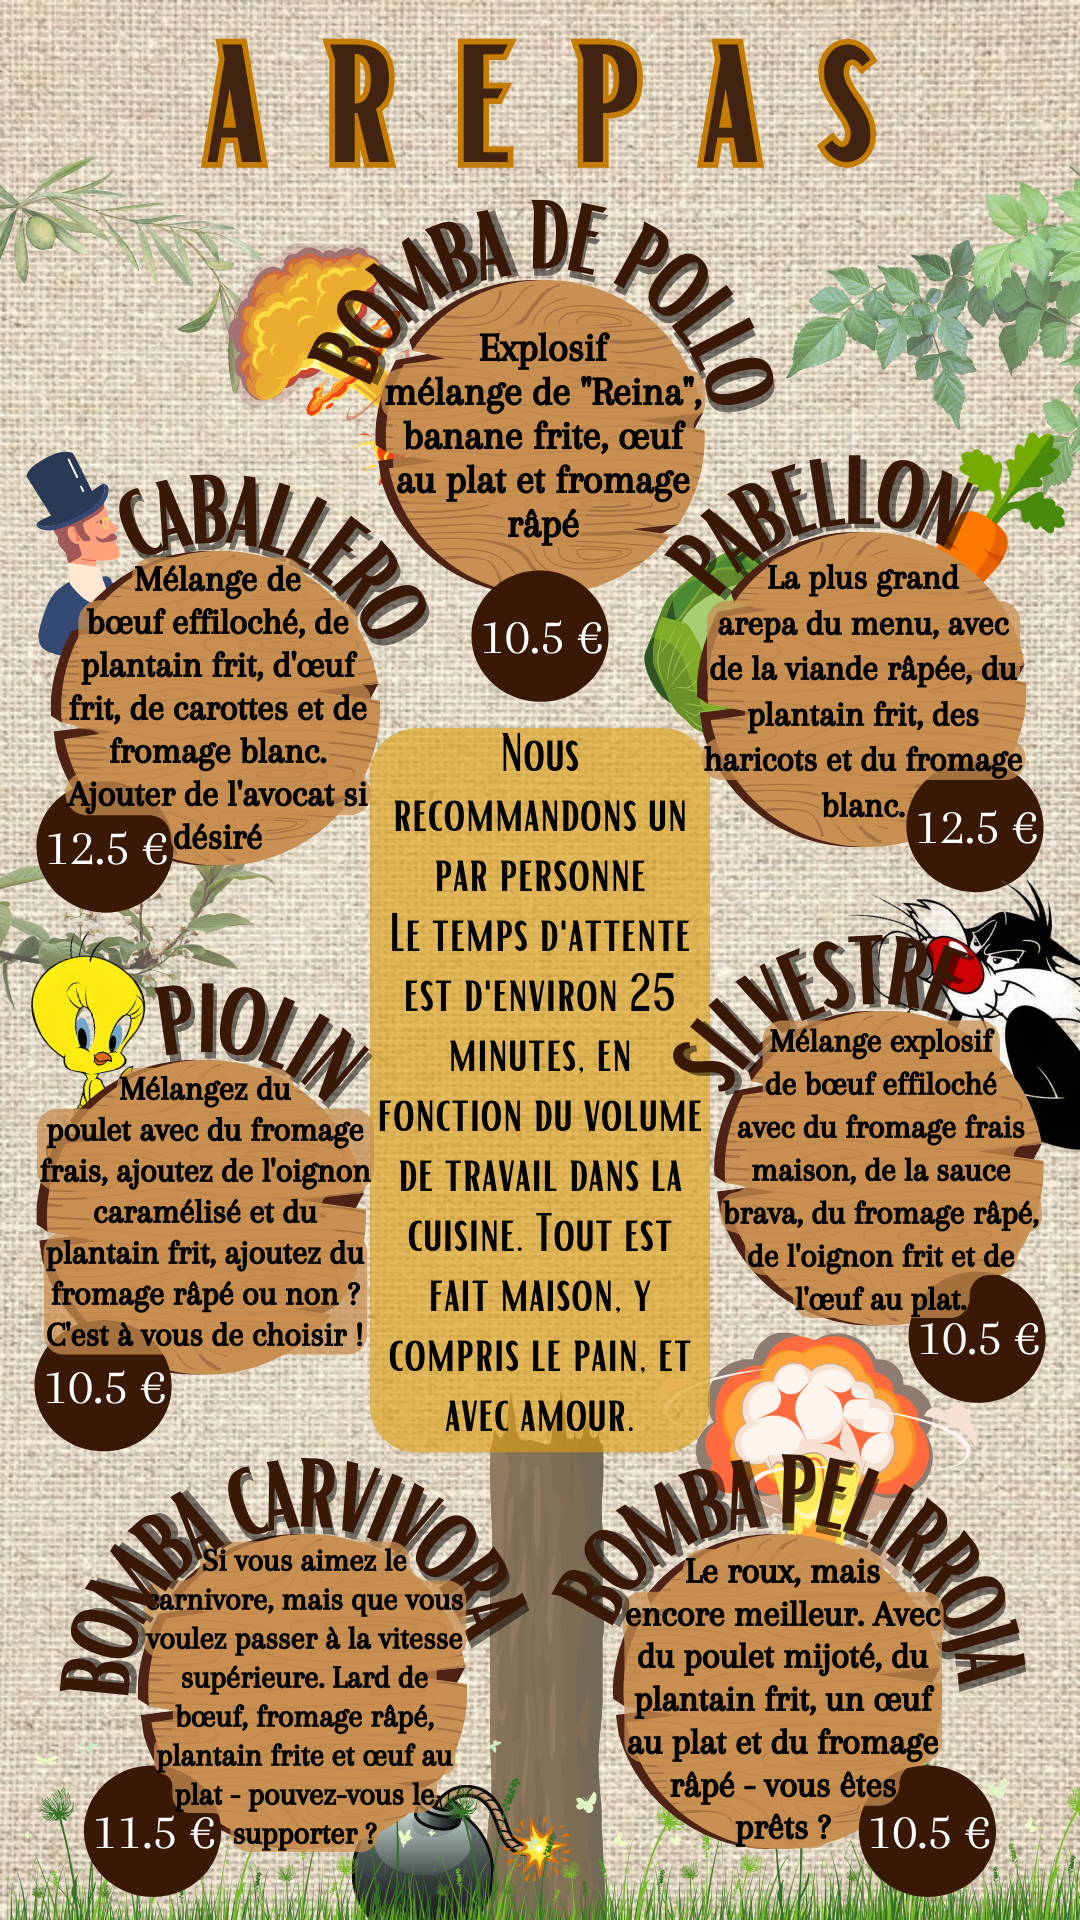 AREPAS
BOMBA DE POLLO
Explosif
mélange de "Reina",
banane frite, œuf
au plat et fromage
râpé
10.5 €
CABALLERO
Mélange de
bœuf effiloché, de
plantain frit, d'œuf
frit, de carottes et de
fromage blanc.
Ajouter de l'avocat si
désiré
12.5 €
PABELLON
La plus grand
arepa du menu, avec
de la viande râpée, du
plantain frit, des
haricots et du fromage
blanc.
12.5 €
Nous
recommandons un
par personne
Le temps d'attente
est d'environ 25
minutes, en
fonction du volume
de travail dans la
cuisine. Tout est
fait maison, y
compris le pain, et
avec amour.
PIOLIN
Mélangez du
poulet avec du fromage
frais, ajoutez de l'oignon
caramélisé et du
plantain frit, ajoutez du
fromage râpé ou non ?
C'est à vous de choisir !
10.5 €
SILVESTRE
Mélange explosif
de bœuf effiloché
avec du fromage frais
maison, de la sauce
brava, du fromage râpé,
de l'oignon frit et de
l'œuf au plat.
10.5 €
BOMBA CARVIVORA
Si vous aimez le
carnivore, mais que vous
voulez passer à la vitesse
supérieure. Lard de
bœuf, fromage râpé,
plantain frite et œuf au
plat - pouvez-vous le
supporter ?
11.5 €
BOMBA PELIRROJA
Le roux, mais
encore meilleur. Avec
du poulet mijoté, du
plantain frit, un œuf
au plat et du fromage
râpé - vous êtes
prêts ?
10.5 €